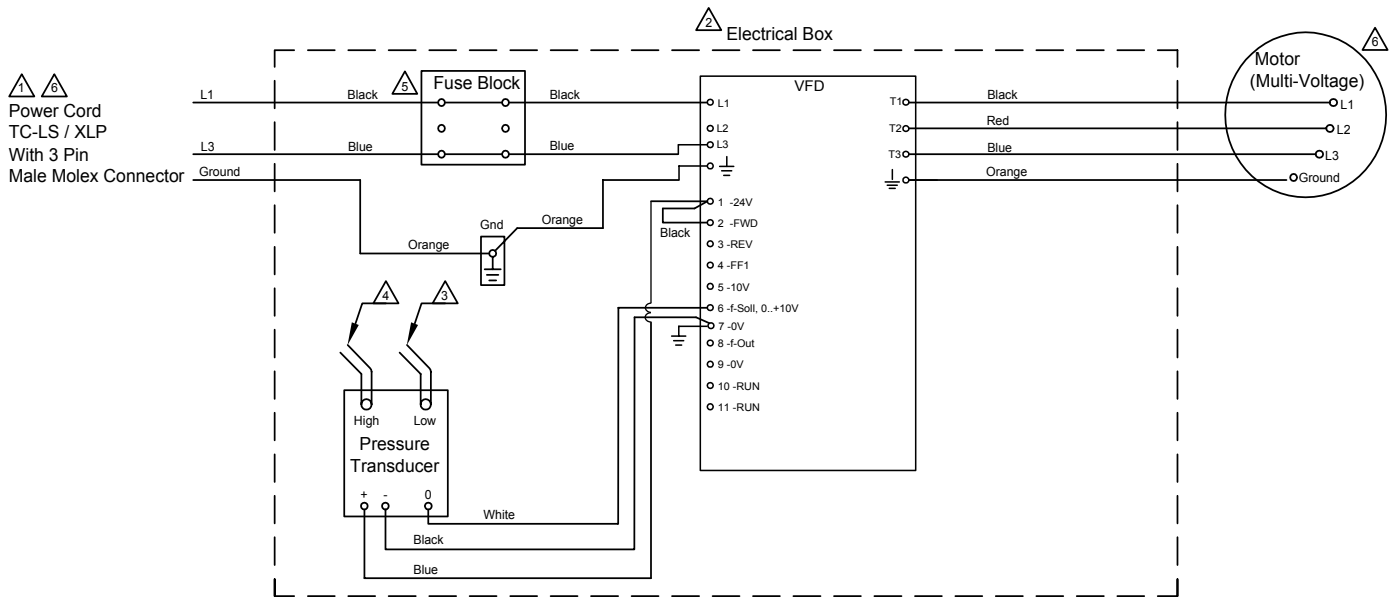 2
Electrical Box
1 6
Power Cord
TC-LS / XLP
With 3 Pin
Male Molex Connector
L1
L3
Ground
Black
Blue
5
Fuse Block
Black
Blue
Orange
Gnd
Orange
VFD
L1
L2
L3
1 -24V
2 -FWD
3 -REV
4 -FF1
5 -10V
6 -f-Soll, 0..+10V
7 -0V
8 -f-Out
9 -0V
10 -RUN
11 -RUN
Black
T1
T2
T3
Black
Red
Blue
Orange
6
Motor
(Multi-Voltage)
L1
L2
L3
Ground
4
3
High
Low
Pressure
Transducer
+ - 0
White
Black
Blue